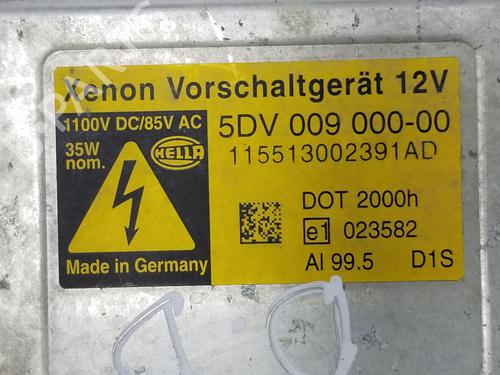 Xenon Vorschaltgerät 12V
1100V DC/85V AC
35W
nom.
HELLA
5DV 009 000-00
115513002391AD
DOT 2000h
e1 023582
Made in Germany
Al 99.5 D1S